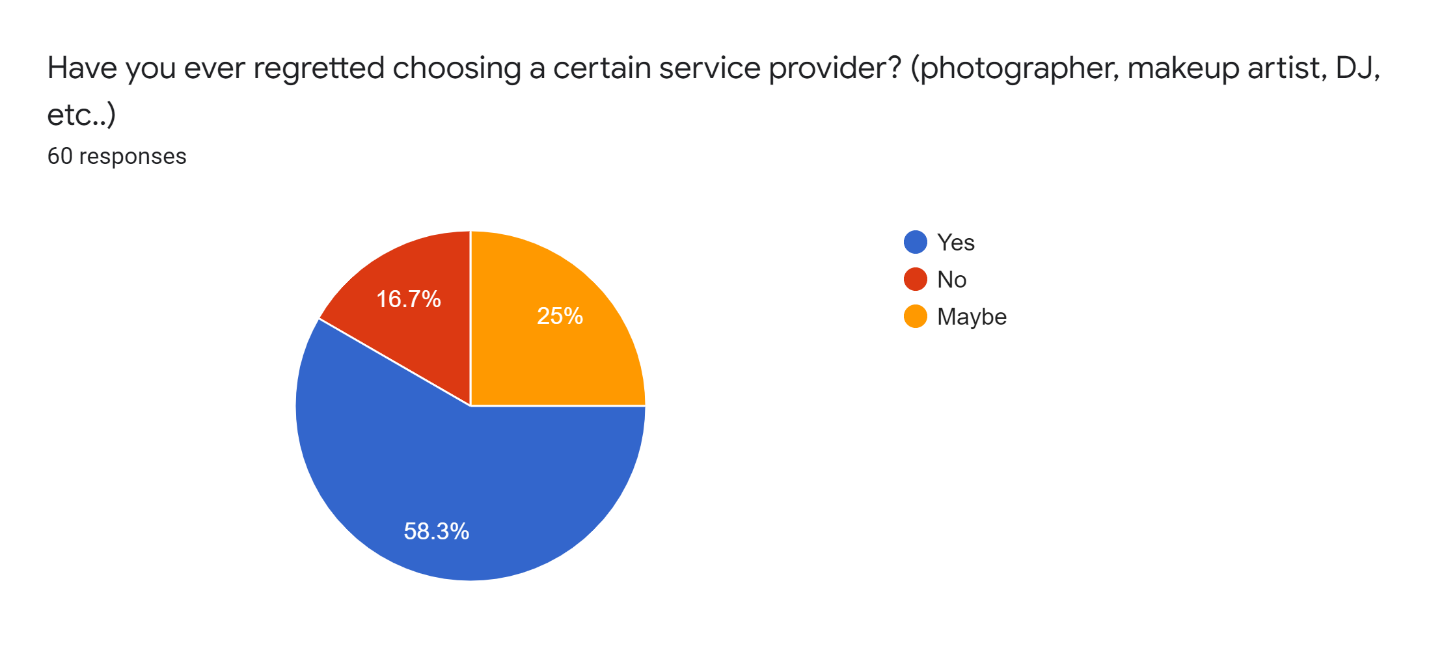 Have you ever regretted choosing a certain service provider? (photographer, makeup artist, DJ,
etc..)
60 responses
Yes
No
Maybe
16.7%
25%
58.3%